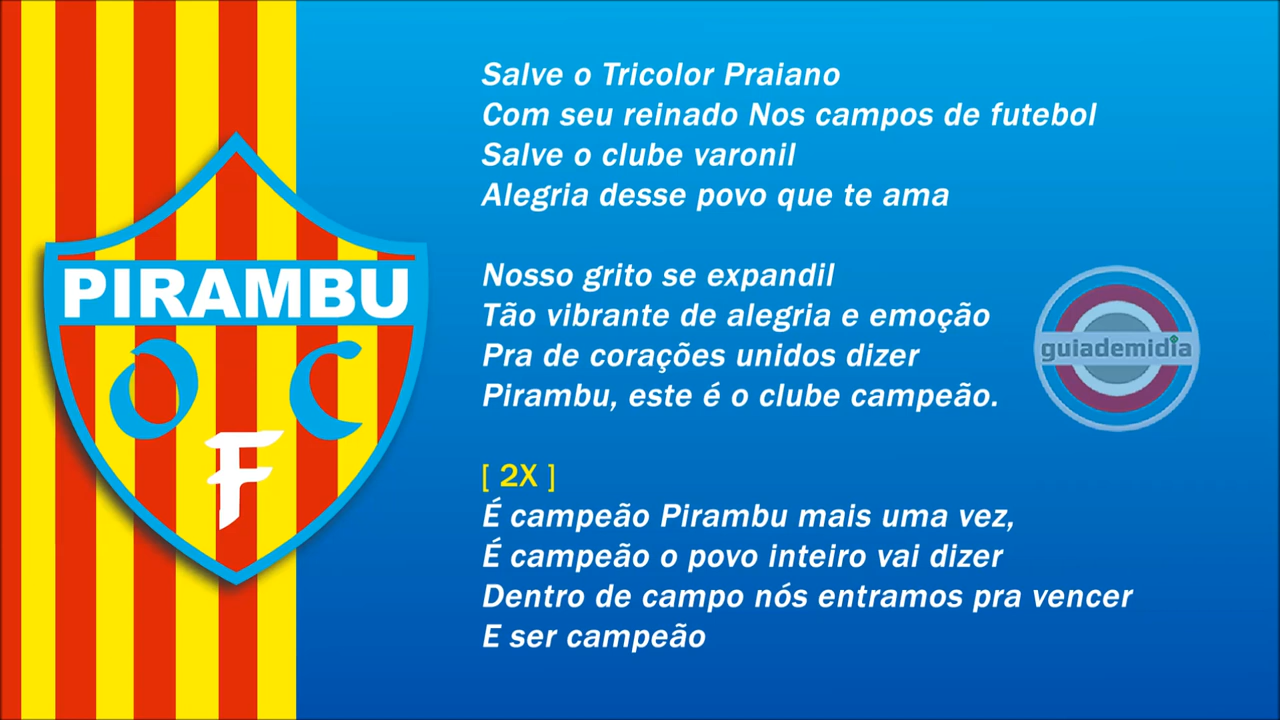 PIRAMBU
O C
F
Salve o Tricolor Praiano
Com seu reinado Nos campos de futebol
Salve o clube varonil
Alegria desse povo que te ama
Nosso grito se expandil
Tão vibrante de alegria e emoção
Pra de corações unidos dizer
Pirambu, este é o clube campeão.
[ 2X ]
É campeão Pirambu mais uma vez,
É campeão o povo inteiro vai dizer
Dentro de campo nós entramos pra vencer
E ser campeão
guiademidia